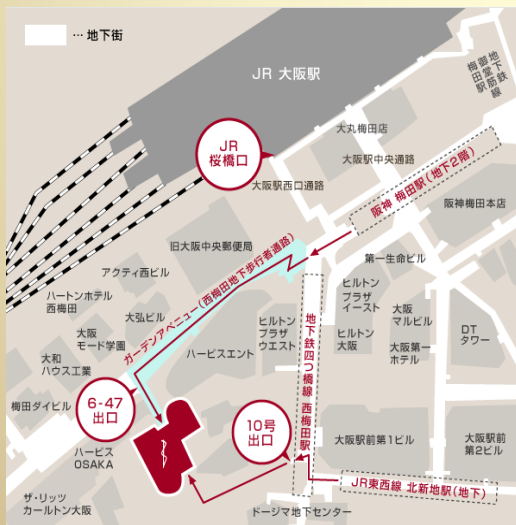 … 地下街
JR 大阪駅
地下鉄
御堂筋線
梅田駅
JR
桜橋口
大丸梅田店
大阪駅中央通路
大阪駅西口通路
阪神 梅田駅(地下2階)
阪神梅田本店
旧大阪中央郵便局
第一生命ビル
アクティ西ビル
ガーデンアベニュー(西梅田地下歩行者通路)
ハートンホテル
西梅田
大弘ビル
ヒルトン
プラザ
イースト
大阪
マルビル
ヒルトン
プラザ
ウエスト
ヒルトン
大阪
大阪第一
ホテル
DT
タワー
大阪
モード学園
ハービスエント
地下鉄四つ橋線 西梅田駅
大和
ハウス工業
梅田ダイビル
6-47
出口
10号
出口
大阪駅前第1ビル
大阪駅前
第2ビル
ハービス
OSAKA
JR東西線 北新地駅(地下)
ザ・リッツ
カールトン大阪
ドージマ地下センター